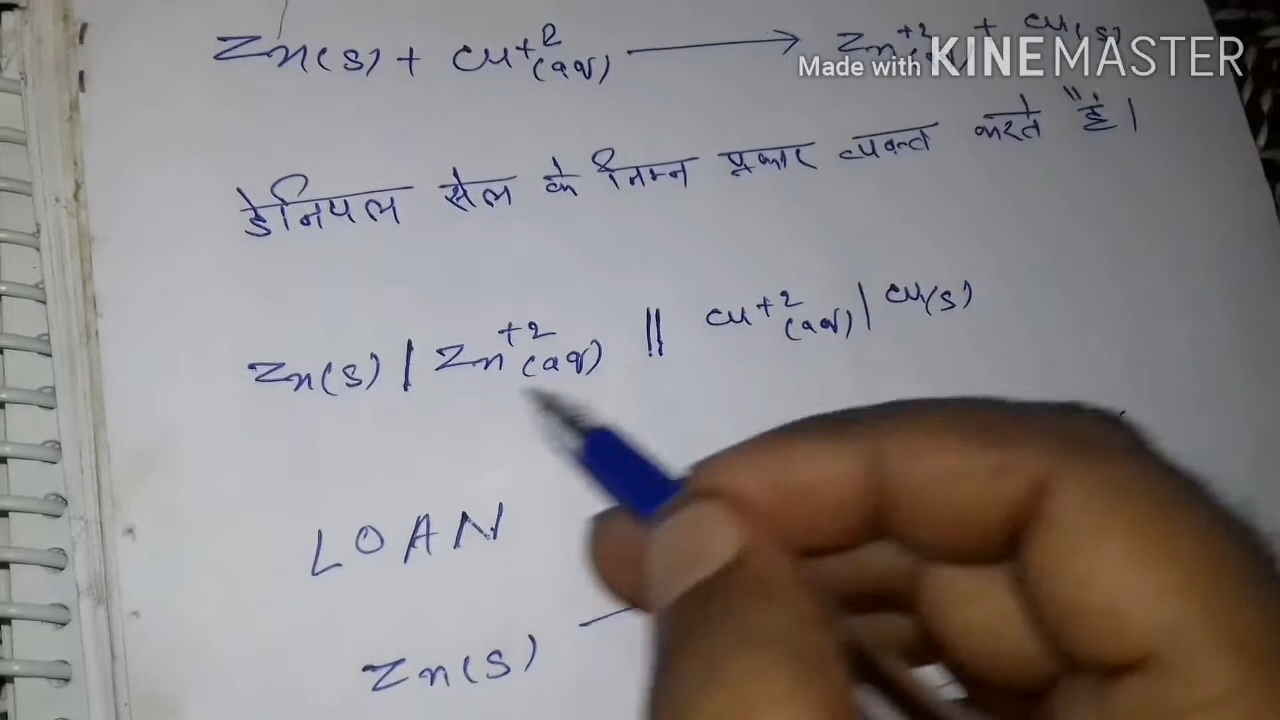 Zn(s) + Cu+2(aq) ⟶ Zn+2 + Cu(s)
Made with KINEMASTER
डेनियल सेल को निम्न प्रकार व्यक्त करते है।
Zn(s) | Zn+2(aq) || Cu+2(aq) | Cu(s)
LOAN
Zn(s)